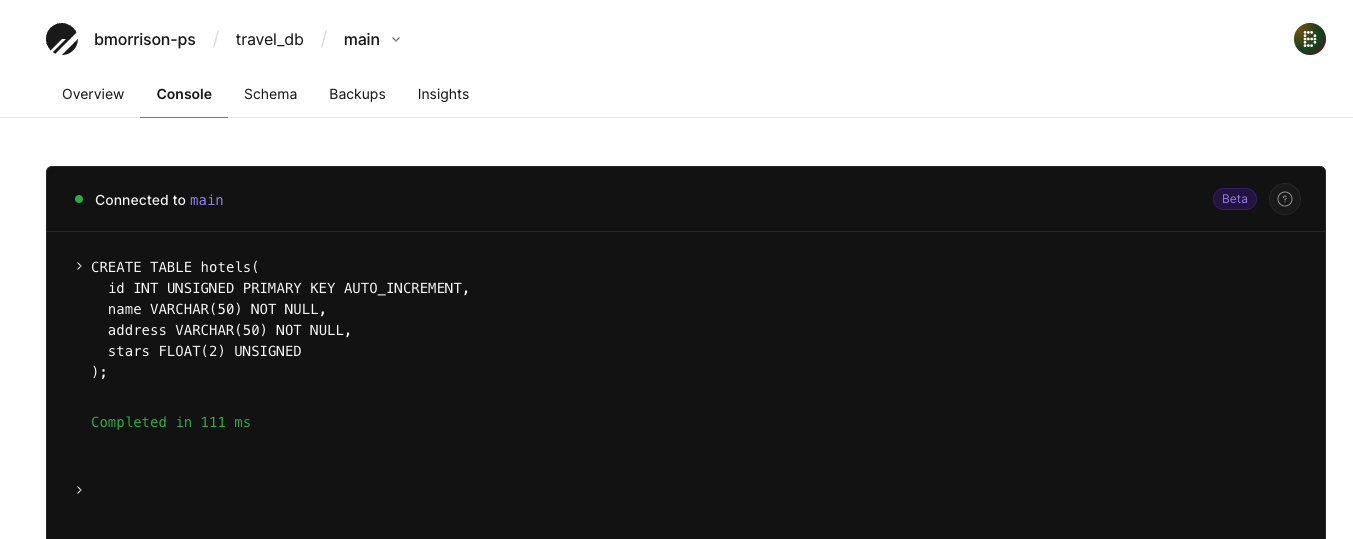 bmorrison-ps / travel_db / main
Overview Console Schema Backups Insights
Connected to main Beta ?
> CREATE TABLE hotels(
  id INT UNSIGNED PRIMARY KEY AUTO_INCREMENT,
  name VARCHAR(50) NOT NULL,
  address VARCHAR(50) NOT NULL,
  stars FLOAT(2) UNSIGNED
);
Completed in 111 ms
>